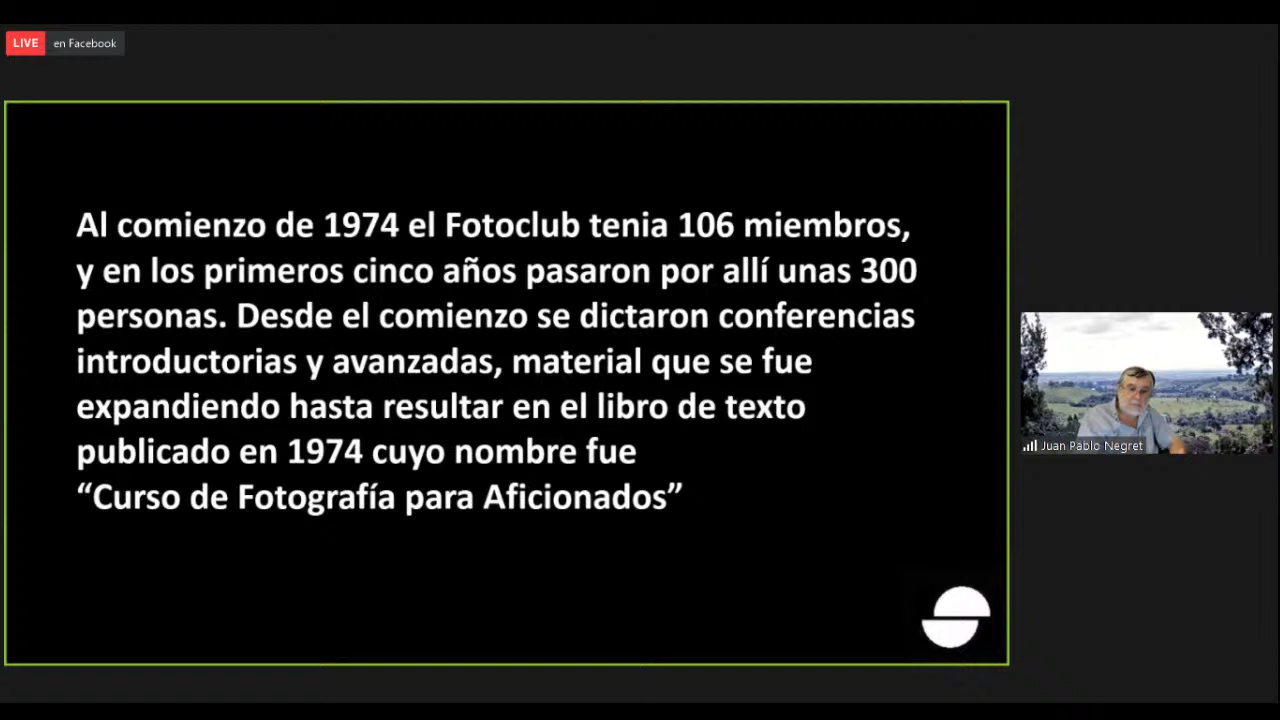 LIVE en Facebook
Al comienzo de 1974 el Fotoclub tenia 106 miembros,
y en los primeros cinco años pasaron por allí unas 300
personas. Desde el comienzo se dictaron conferencias
introductorias y avanzadas, material que se fue
expandiendo hasta resultar en el libro de texto
publicado en 1974 cuyo nombre fue
“Curso de Fotografía para Aficionados”
Juan Pablo Negret